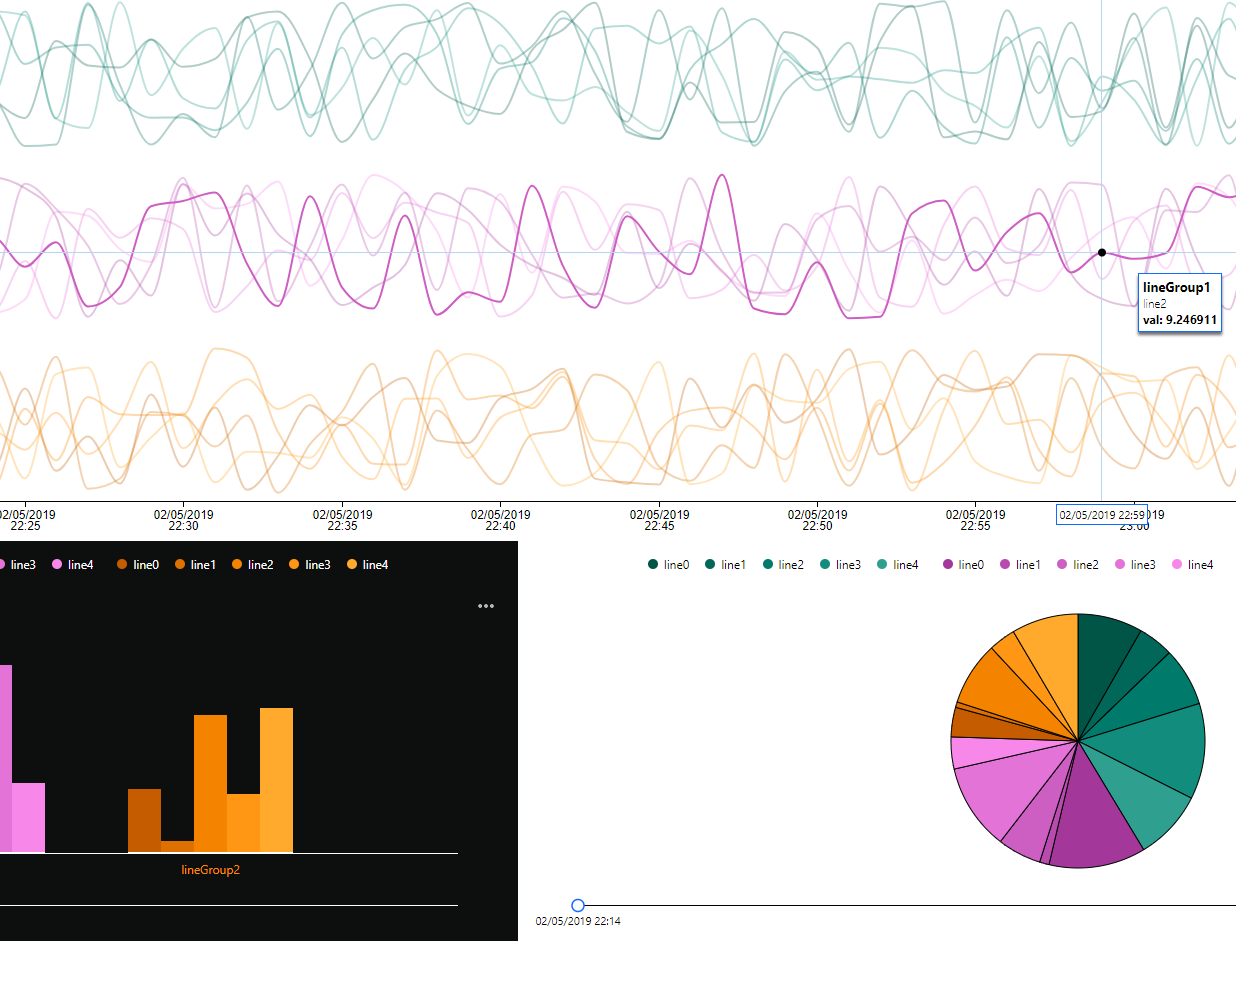 lineGroup1
line2
val: 9.246911
02/05/2019 02/05/2019 02/05/2019 02/05/2019 02/05/2019 02/05/2019 02/05/2019 02/05/2019 22:59 019
22:25 22:30 22:35 22:40 22:45 22:50 22:55 23:00
line3 line4 line0 line1 line2 line3 line4
line0 line1 line2 line3 line4 line0 line1 line2 line3 line4
lineGroup2
02/05/2019 22:14